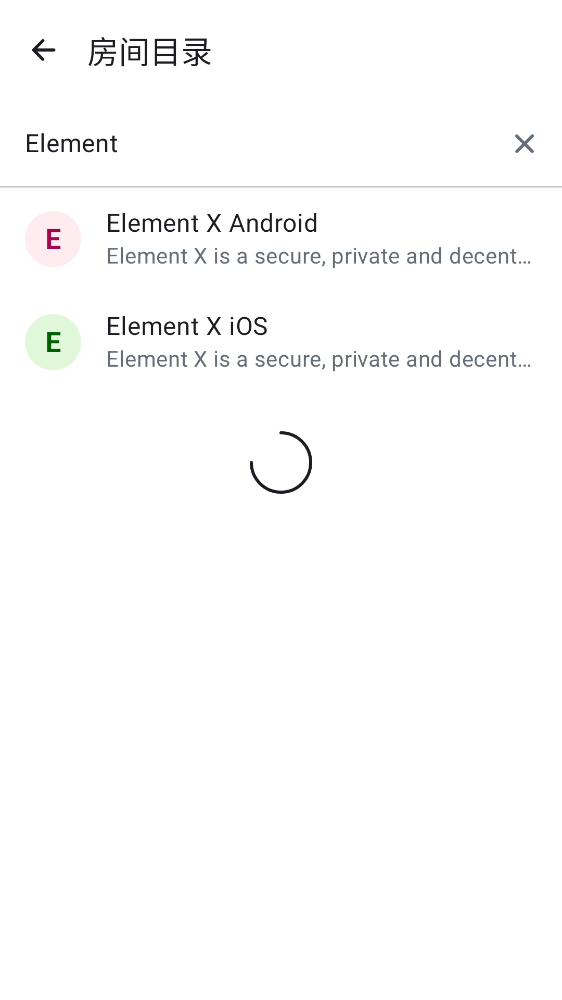 房间目录
Element
E
Element X Android
Element X is a secure, private and decent…
E
Element X iOS
Element X is a secure, private and decent…